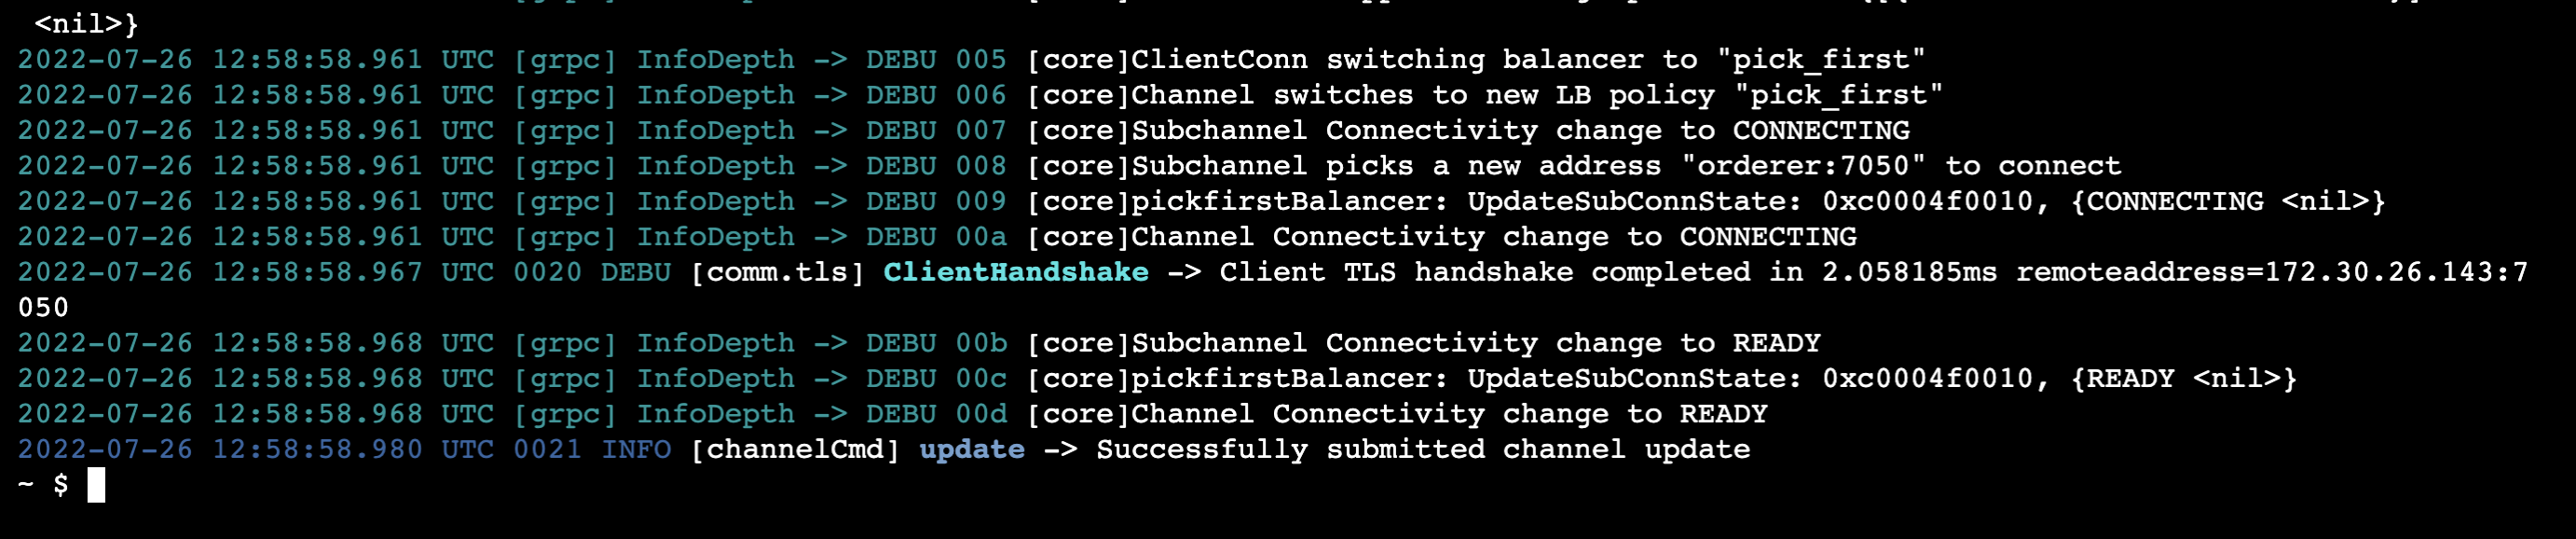 <nil>}
2022-07-26 12:58:58.961 UTC [grpc] InfoDepth -> DEBU 005 [core]ClientConn switching balancer to "pick_first"
2022-07-26 12:58:58.961 UTC [grpc] InfoDepth -> DEBU 006 [core]Channel switches to new LB policy "pick_first"
2022-07-26 12:58:58.961 UTC [grpc] InfoDepth -> DEBU 007 [core]Subchannel Connectivity change to CONNECTING
2022-07-26 12:58:58.961 UTC [grpc] InfoDepth -> DEBU 008 [core]Subchannel picks a new address "orderer:7050" to connect
2022-07-26 12:58:58.961 UTC [grpc] InfoDepth -> DEBU 009 [core]pickfirstBalancer: UpdateSubConnState: 0xc0004f0010, {CONNECTING <nil>}
2022-07-26 12:58:58.961 UTC [grpc] InfoDepth -> DEBU 00a [core]Channel Connectivity change to CONNECTING
2022-07-26 12:58:58.967 UTC 0020 DEBU [comm.tls] ClientHandshake -> Client TLS handshake completed in 2.058185ms remoteaddress=172.30.26.143:7
050
2022-07-26 12:58:58.968 UTC [grpc] InfoDepth -> DEBU 00b [core]Subchannel Connectivity change to READY
2022-07-26 12:58:58.968 UTC [grpc] InfoDepth -> DEBU 00c [core]pickfirstBalancer: UpdateSubConnState: 0xc0004f0010, {READY <nil>}
2022-07-26 12:58:58.968 UTC [grpc] InfoDepth -> DEBU 00d [core]Channel Connectivity change to READY
2022-07-26 12:58:58.980 UTC 0021 INFO [channelCmd] update -> Successfully submitted channel update
~ $